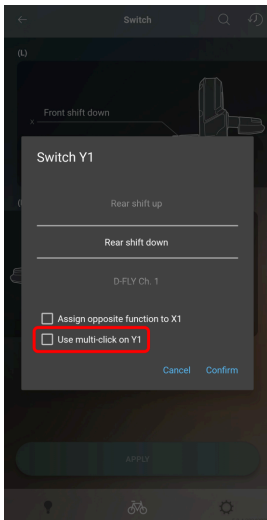 Switch
(L)
Front shift down
Switch Y1
Rear shift up
Rear shift down
D-FLY Ch. 1
Assign opposite function to X1
Use multi-click on Y1
Cancel Confirm
APPLY